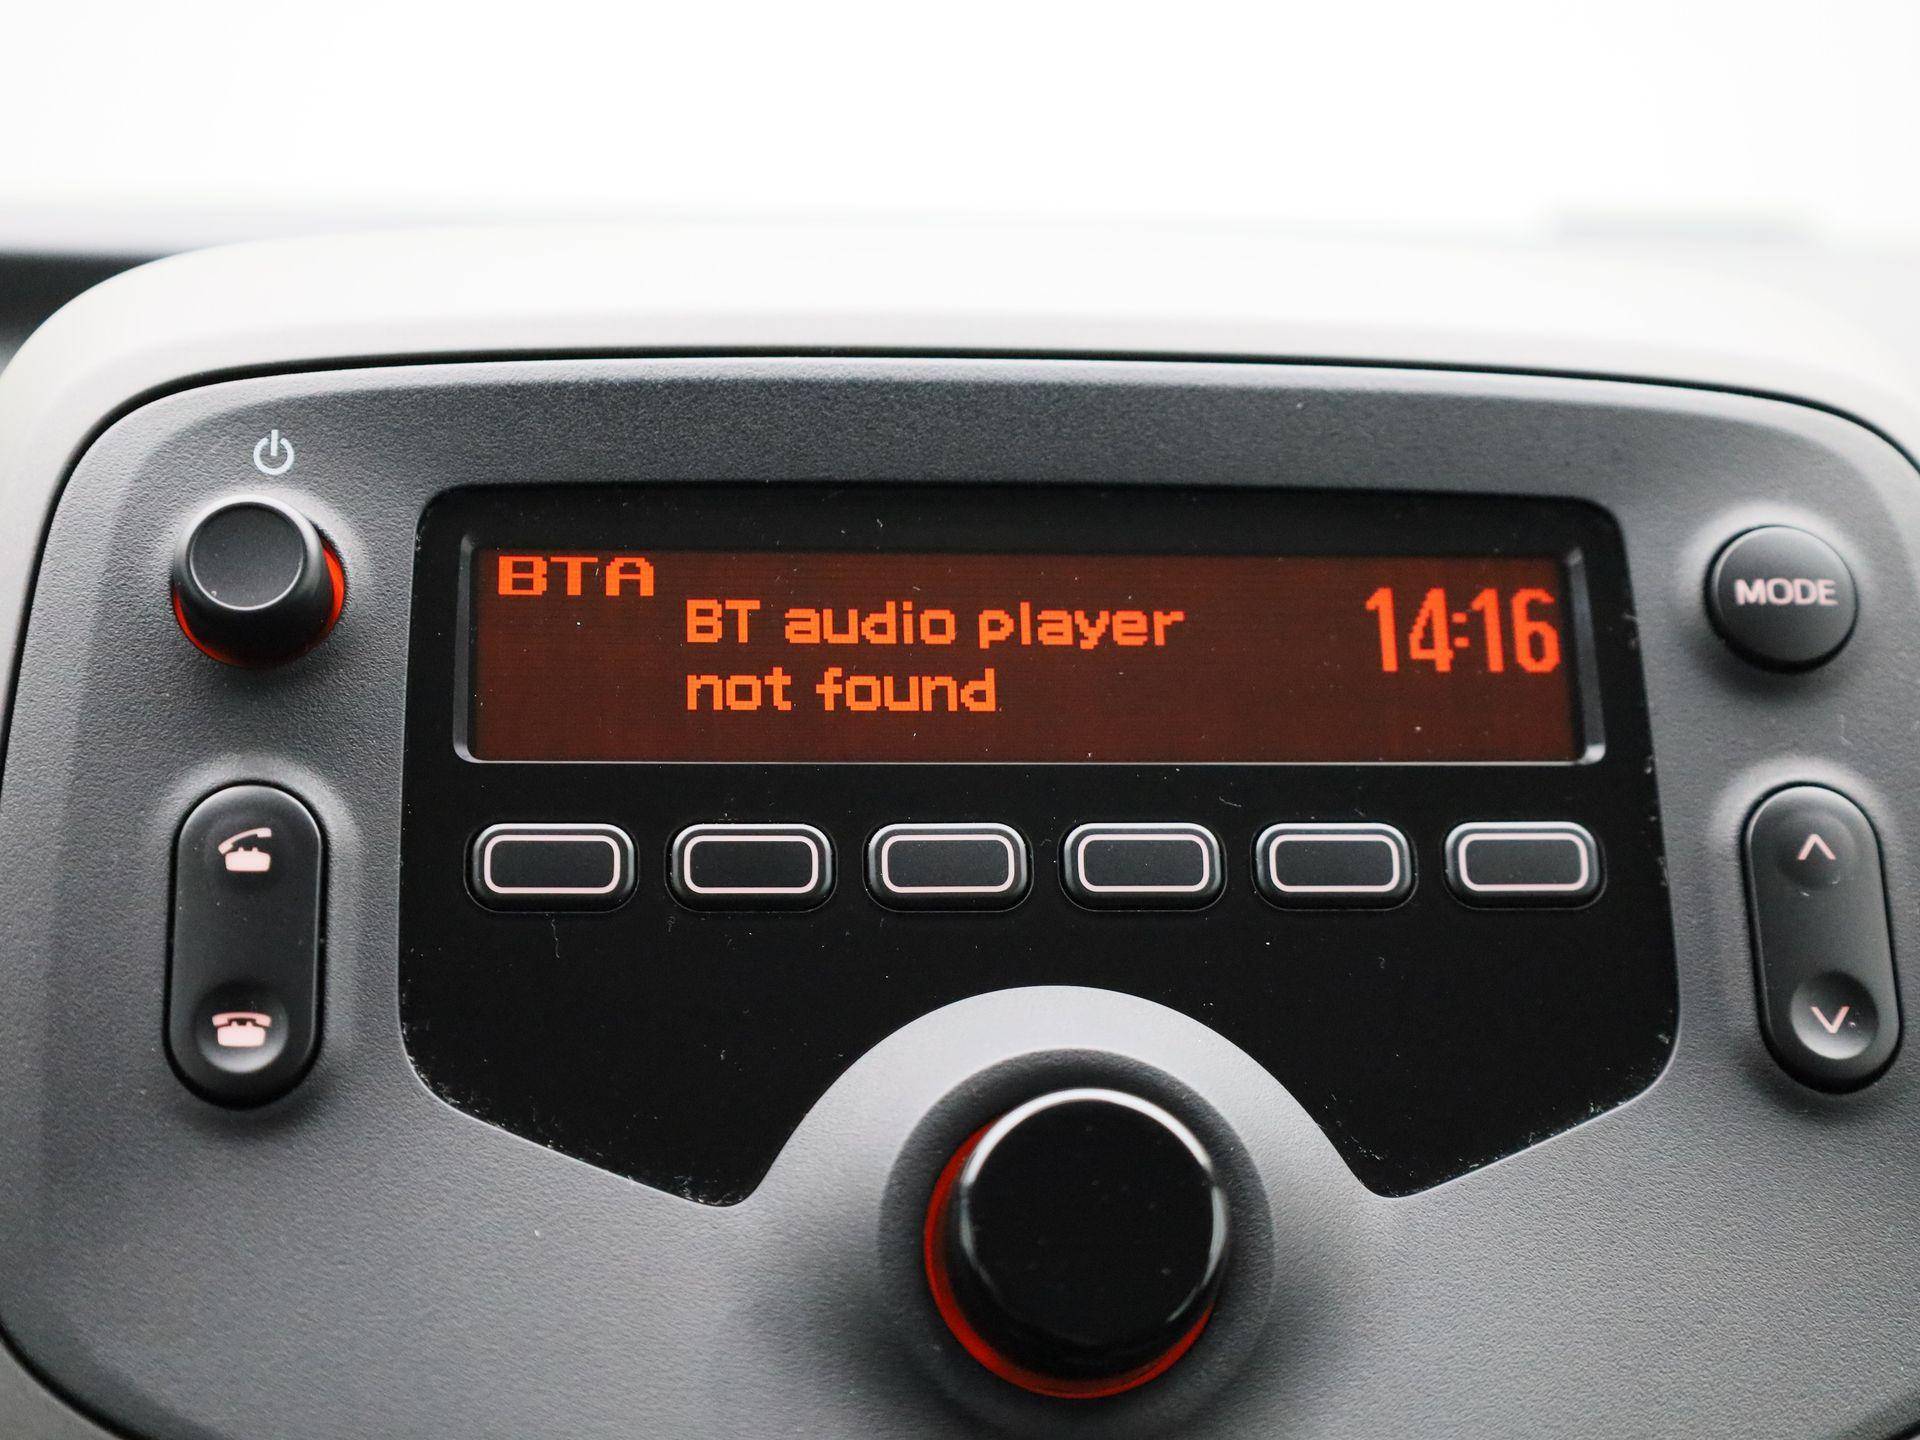 BTA
BT audio player
not found
14:16
MODE